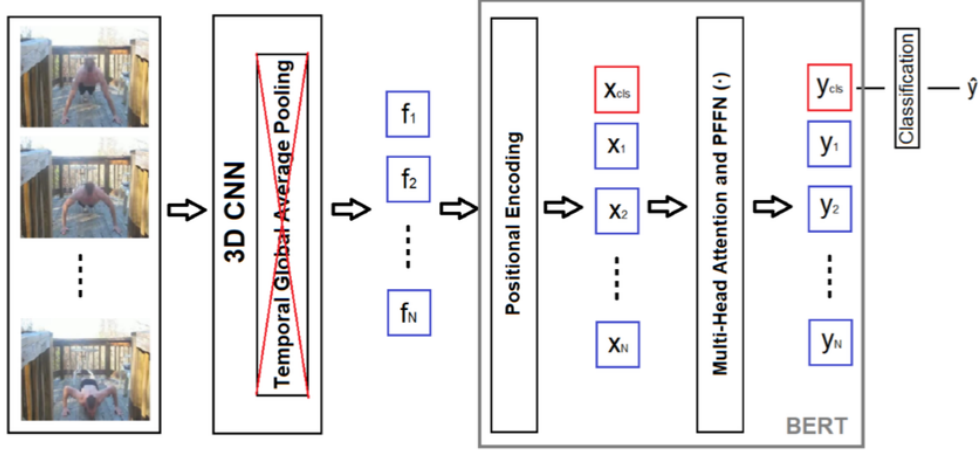 3D CNN
Temporal Global Average Pooling
f1
f2
fN
Positional Encoding
xcls
x1
x2
xN
Multi-Head Attention and PFFN (·)
ycls
y1
y2
yN
BERT
Classification
ŷ